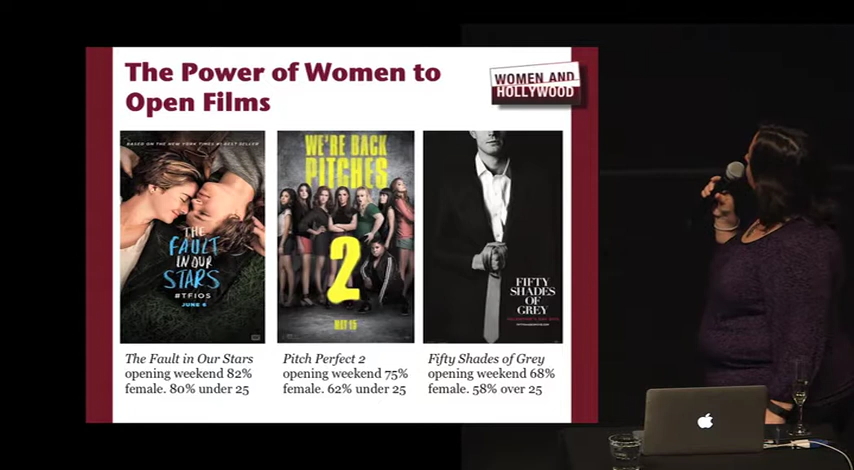 The Power of Women to
Open Films
WOMEN AND
HOLLYWOOD
BASED ON THE NEW YORK TIMES #1 BEST SELLER
THE
FAULT
IN OUR
STARS
#TFIOS
JUNE 6
WE'RE BACK
PITCHES
2
MAY 15
FIFTY
SHADES
OF
GREY
The Fault in Our Stars
opening weekend 82%
female. 80% under 25
Pitch Perfect 2
opening weekend 75%
female. 62% under 25
Fifty Shades of Grey
opening weekend 68%
female. 58% over 25